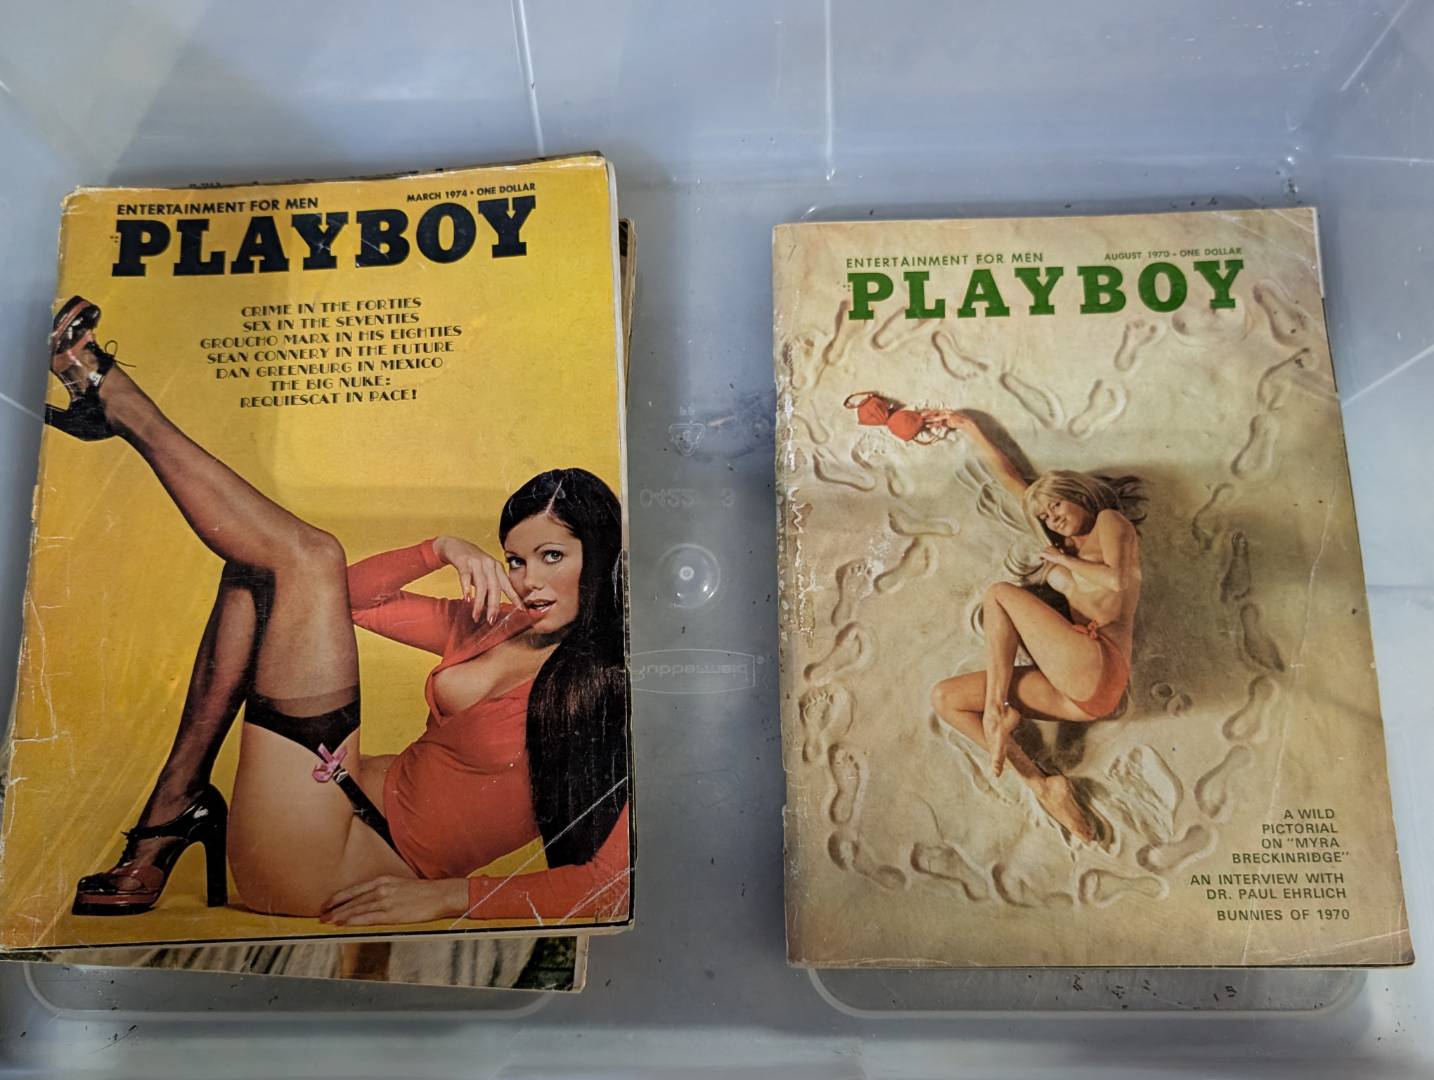 ENTERTAINMENT FOR MEN
MARCH 1974 • ONE DOLLAR
PLAYBOY
CRIME IN THE FORTIES
SEX IN THE SEVENTIES
GROUCHO MARX IN HIS EIGHTIES
SEAN CONNERY IN THE FUTURE
DAN GREENBURG IN MEXICO
THE BIG NUKE:
REQUIESCAT IN PACE!
ENTERTAINMENT FOR MEN
AUGUST 1970 • ONE DOLLAR
PLAYBOY
A WILD
PICTORIAL
ON "MYRA
BRECKINRIDGE"
AN INTERVIEW WITH
DR. PAUL EHRLICH
BUNNIES OF 1970
Rubbermaid